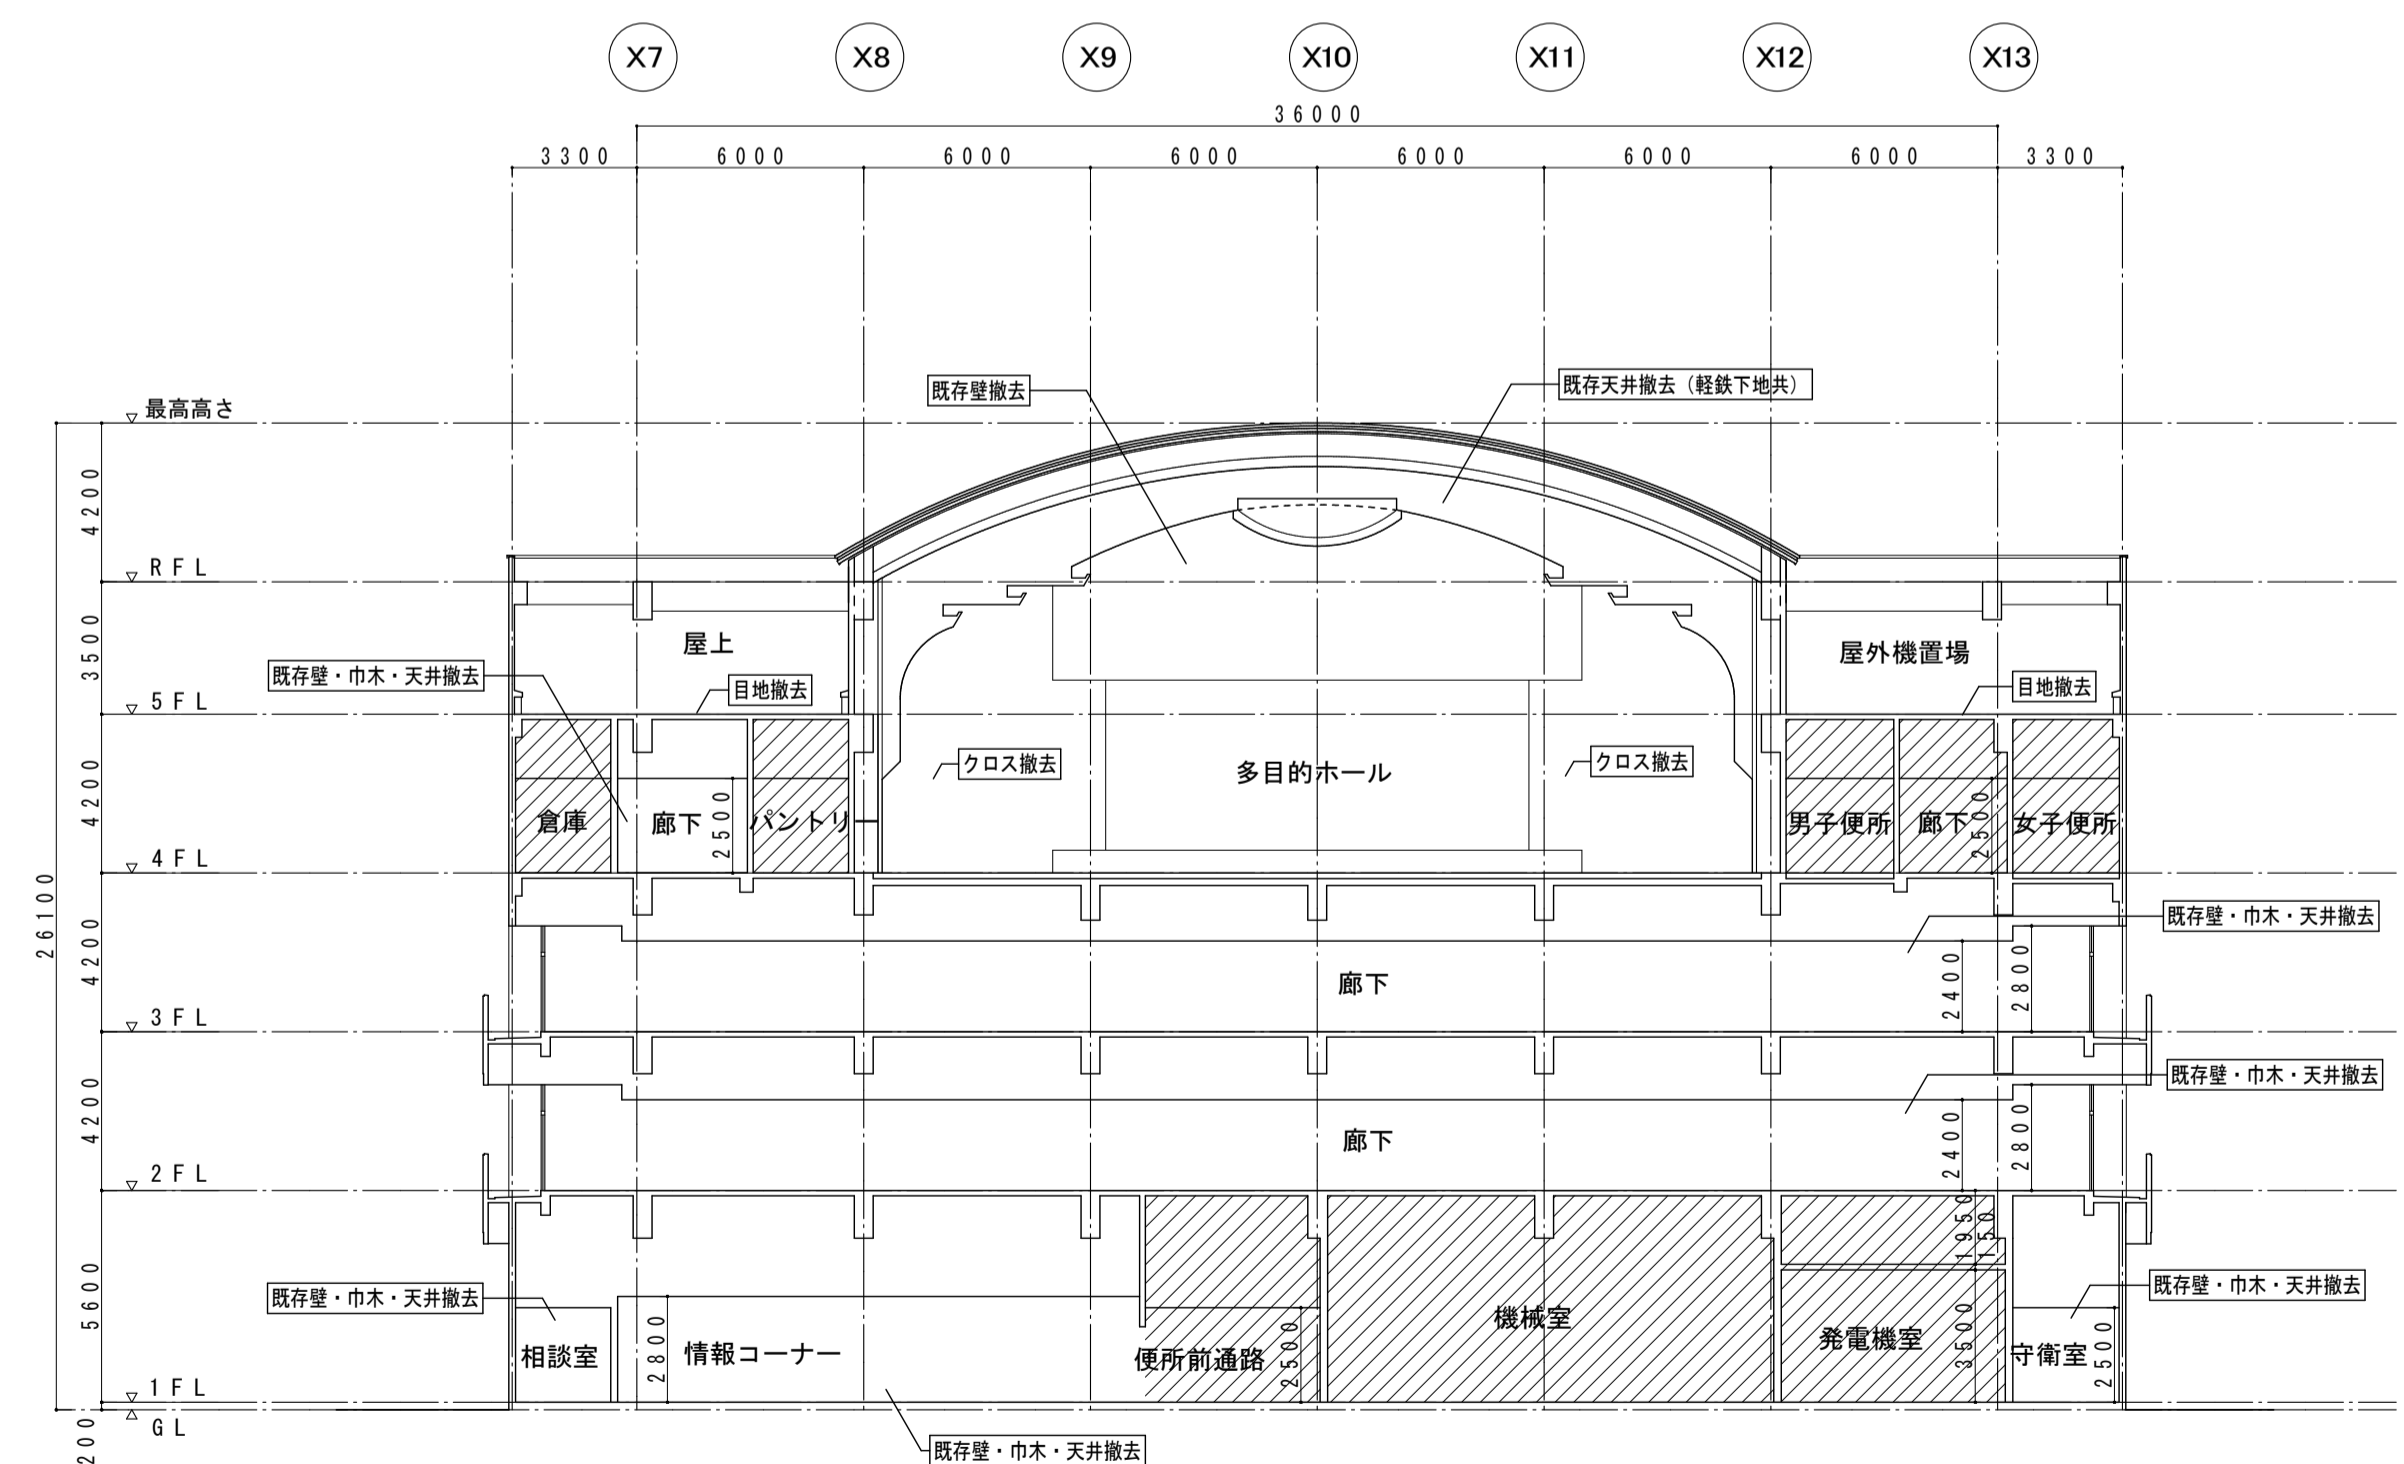 X7 X8 X9 X10 X11 X12 X13
36000
3300 6000 6000 6000 6000 6000 6000 3300
既存壁撤去
既存天井撤去（軽鉄下地共）
最高高さ
4200
RFL
3500
屋上
屋外機置場
既存壁・巾木・天井撤去
目地撤去
目地撤去
5FL
4200
クロス撤去
多目的ホール
クロス撤去
倉庫
廊下
2500
パントリー
男子便所
廊下
2500
女子便所
4FL
26100
4200
既存壁・巾木・天井撤去
廊下
2400
2800
3FL
4200
既存壁・巾木・天井撤去
廊下
2400
2800
2FL
5600
1950
150
既存壁・巾木・天井撤去
既存壁・巾木・天井撤去
相談室
2800
情報コーナー
便所前通路
2500
機械室
発電機室
3500
守衛室
2500
1FL
GL
200
既存壁・巾木・天井撤去